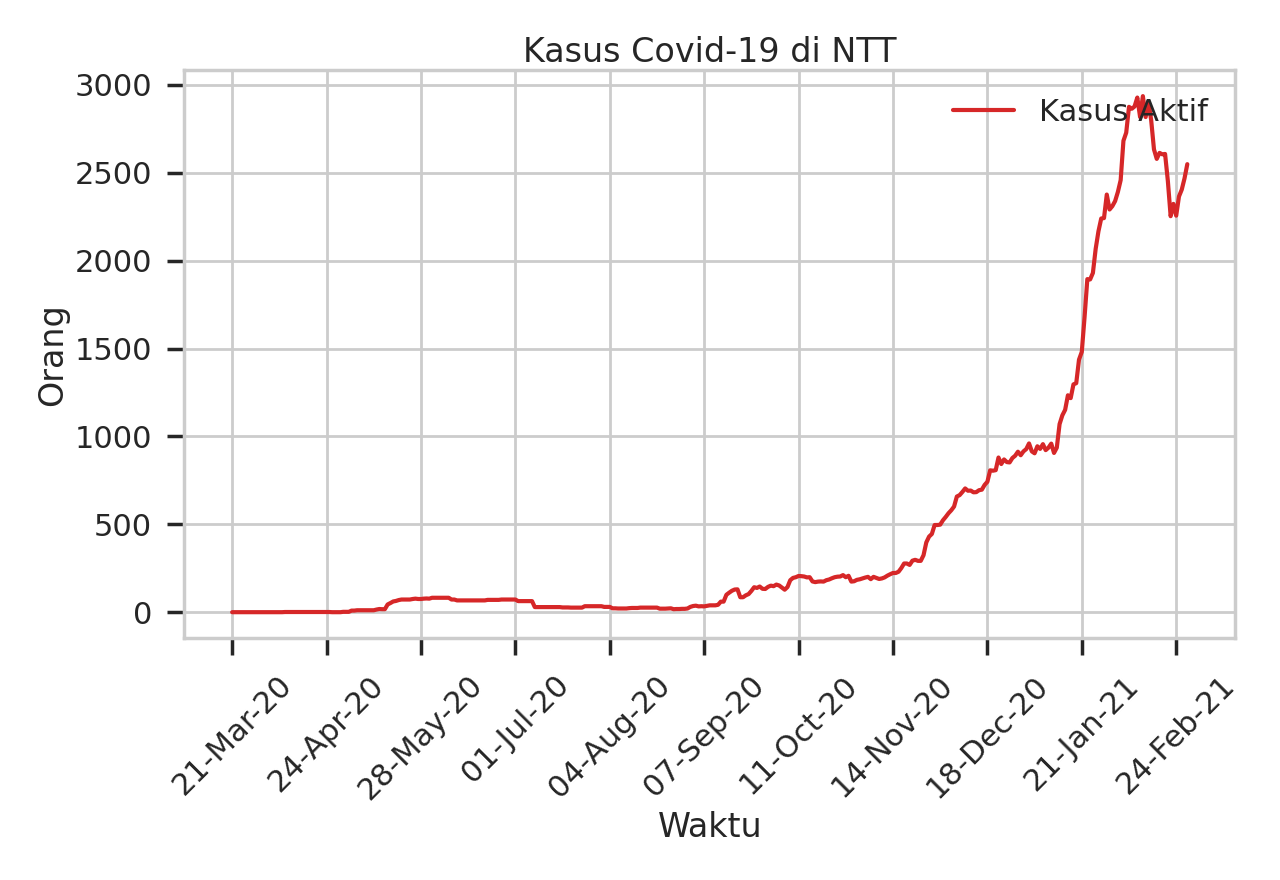 Kasus Covid-19 di NTT
3000
2500
2000
1500
1000
500
0
Orang
Kasus Aktif
21-Mar-20
24-Apr-20
28-May-20
01-Jul-20
04-Aug-20
07-Sep-20
11-Oct-20
14-Nov-20
18-Dec-20
21-Jan-21
24-Feb-21
Waktu